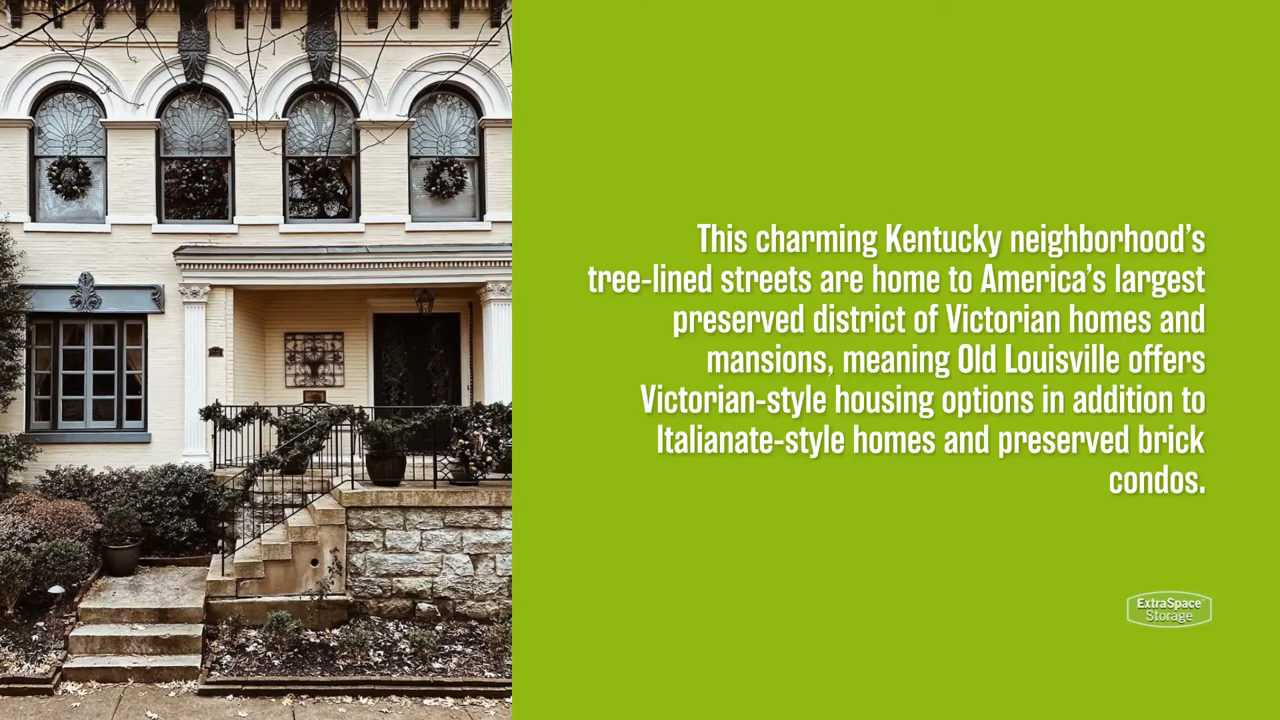 This charming Kentucky neighborhood’s
tree-lined streets are home to America’s largest
preserved district of Victorian homes and
mansions, meaning Old Louisville offers
Victorian-style housing options in addition to
Italianate-style homes and preserved brick
condos.
ExtraSpace
Storage